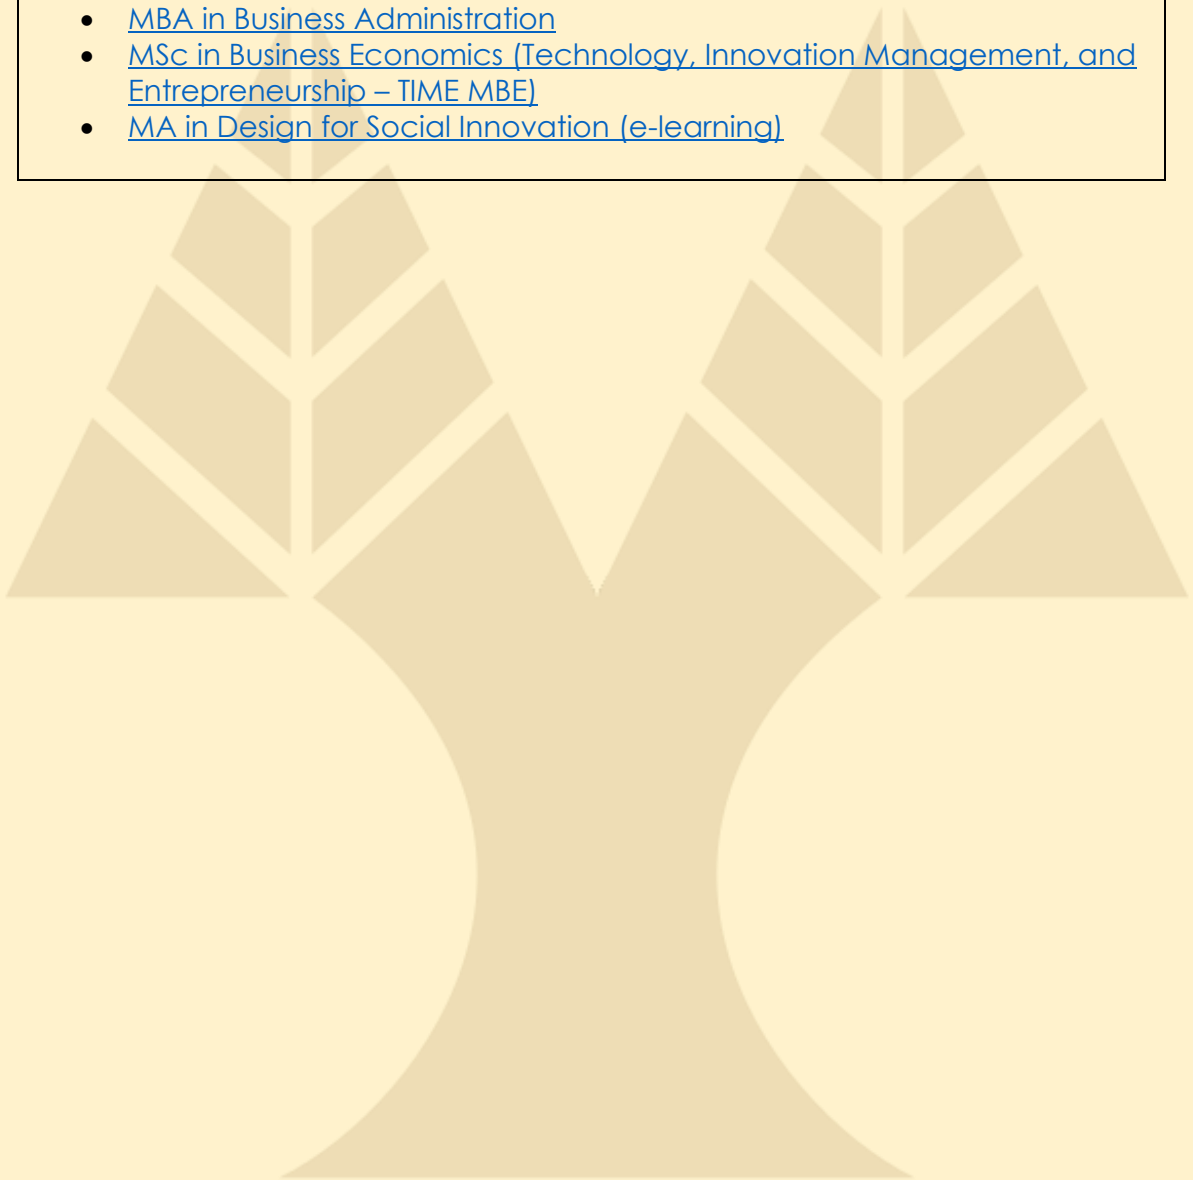 • MBA in Business Administration
• MSc in Business Economics (Technology, Innovation Management, and
Entrepreneurship – TIME MBE)
• MA in Design for Social Innovation (e-learning)